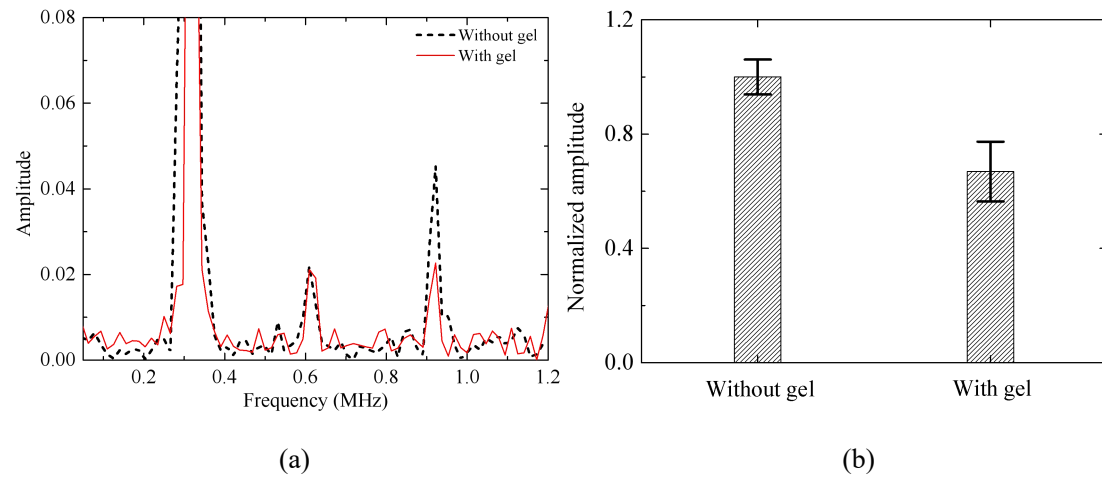 0.08
0.06
0.04
0.02
0.00
Amplitude
Without gel
With gel
0.2 0.4 0.6 0.8 1.0 1.2
Frequency (MHz)
(a)
1.2
0.8
0.4
0.0
Normalized amplitude
Without gel With gel
(b)